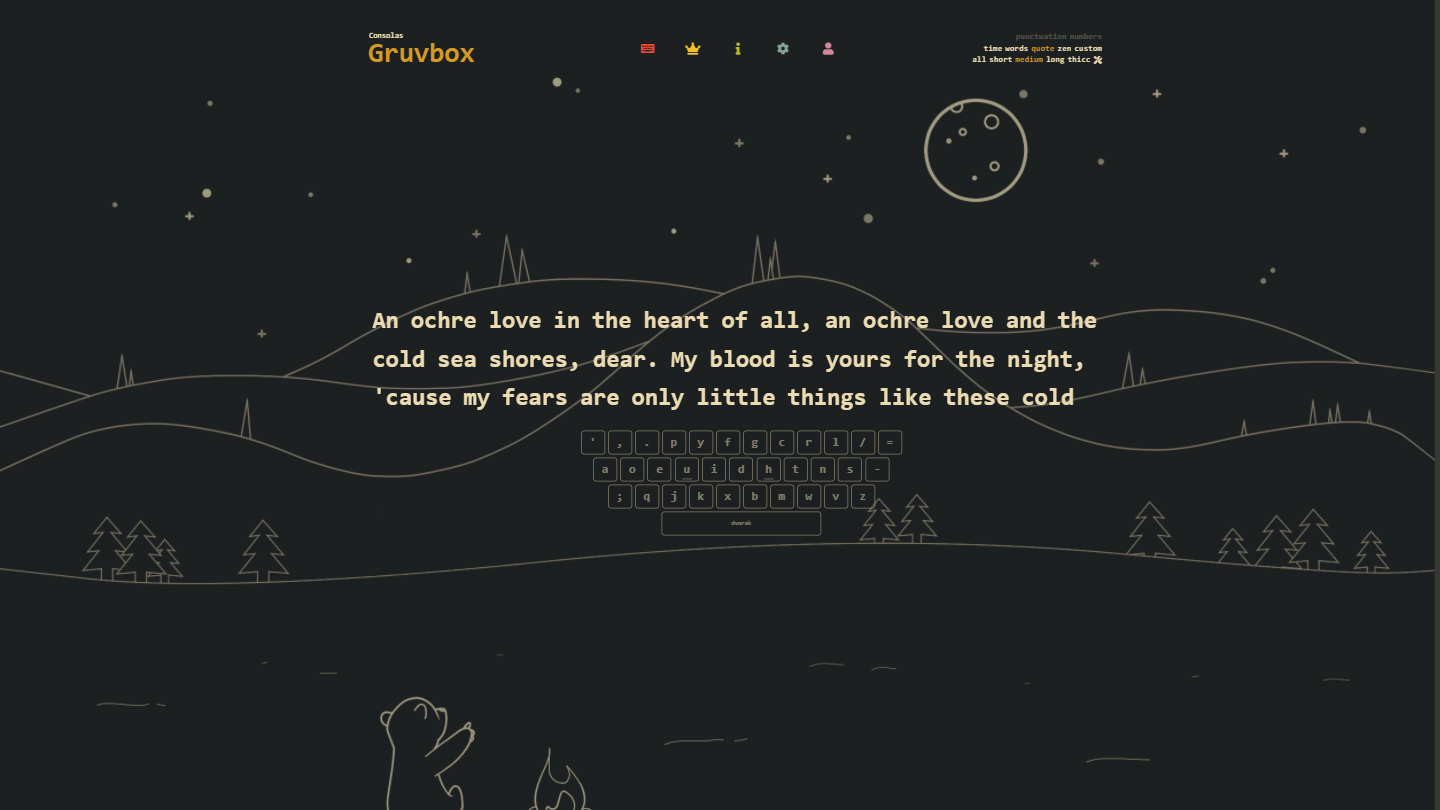 Consolas
Gruvbox
punctuation numbers
time words quote zen custom
all short medium long thicc
An ochre love in the heart of all, an ochre love and the
cold sea shores, dear. My blood is yours for the night,
'cause my fears are only little things like these cold
' , . p y f g c r l / =
a o e u i d h t n s -
; q j k x b m w v z
dvorak